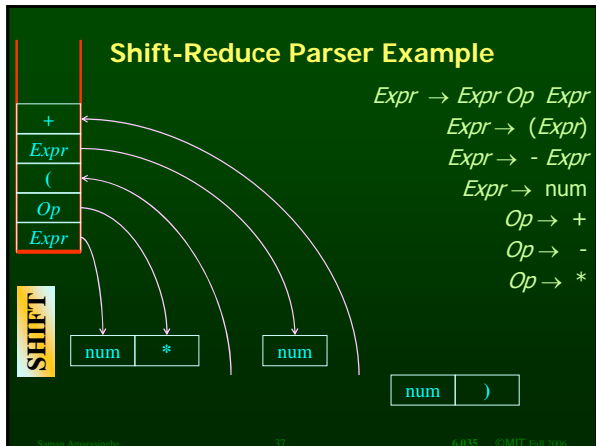 Shift-Reduce Parser Example
Expr → Expr Op Expr
Expr → (Expr)
Expr → - Expr
Expr → num
Op → +
Op → -
Op → *
+
Expr
(
Op
Expr
SHIFT
num * num
num )
Saman Amarasinghe 37 6.035 ©MIT Fall 2006